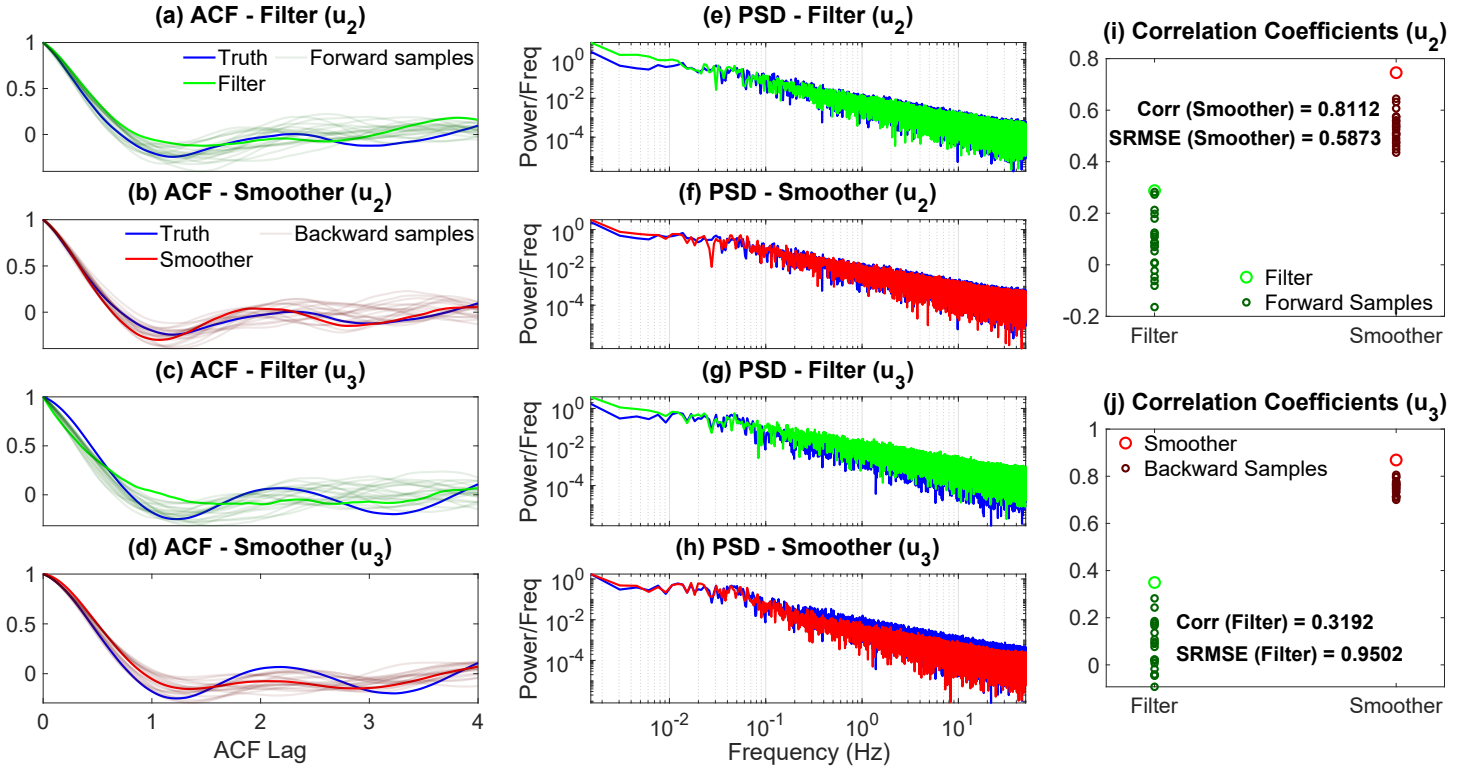 (a) ACF - Filter (u2)
1
0.5
0
Truth
Forward samples
Filter
(b) ACF - Smoother (u2)
1
0.5
0
Truth
Backward samples
Smoother
(c) ACF - Filter (u3)
1
0.5
0
(d) ACF - Smoother (u3)
1
0.5
0
0 1 2 3 4
ACF Lag
(e) PSD - Filter (u2)
Power/Freq
10^0
10^-2
10^-4
(f) PSD - Smoother (u2)
Power/Freq
10^0
10^-2
10^-4
(g) PSD - Filter (u3)
Power/Freq
10^0
10^-2
10^-4
(h) PSD - Smoother (u3)
Power/Freq
10^0
10^-2
10^-4
10^-2 10^-1 10^0 10^1
Frequency (Hz)
(i) Correlation Coefficients (u2)
0.8
0.6
0.4
0.2
0
-0.2
Corr (Smoother) = 0.8112
SRMSE (Smoother) = 0.5873
Filter
Forward Samples
Filter Smoother
(j) Correlation Coefficients (u3)
1
0.8
0.6
0.4
0.2
0
Smoother
Backward Samples
Corr (Filter) = 0.3192
SRMSE (Filter) = 0.9502
Filter Smoother